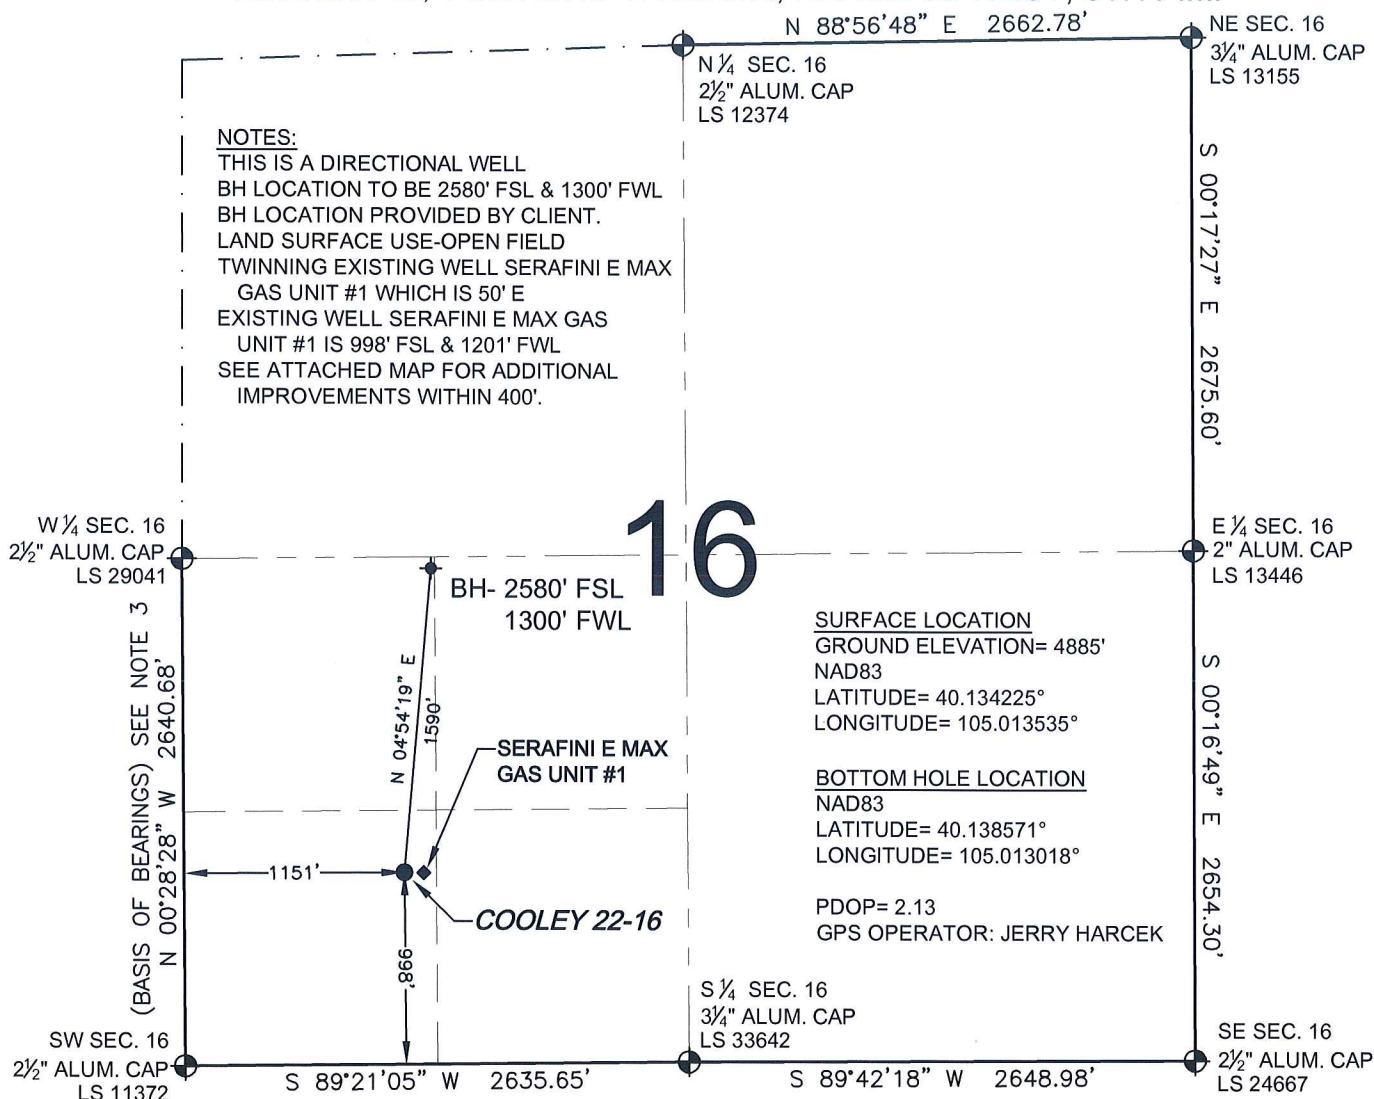 N 88°56'48" E 2662.78'
NE SEC. 16
3¼" ALUM. CAP
LS 13155
N ¼ SEC. 16
2½" ALUM. CAP
LS 12374
NOTES:
THIS IS A DIRECTIONAL WELL
BH LOCATION TO BE 2580' FSL & 1300' FWL
BH LOCATION PROVIDED BY CLIENT.
LAND SURFACE USE-OPEN FIELD
TWINNING EXISTING WELL SERAFINI E MAX
GAS UNIT #1 WHICH IS 50' E
EXISTING WELL SERAFINI E MAX GAS
UNIT #1 IS 998' FSL & 1201' FWL
SEE ATTACHED MAP FOR ADDITIONAL
IMPROVEMENTS WITHIN 400'.
S 00°17'27" E 2675.60'
W ¼ SEC. 16
2½" ALUM. CAP
LS 29041
16
E ¼ SEC. 16
2" ALUM. CAP
LS 13446
BH- 2580' FSL
1300' FWL
(BASIS OF BEARINGS) SEE NOTE 3
N 00°28'28" W 2640.68'
N 04°54'19" E
1590'
SERAFINI E MAX
GAS UNIT #1
SURFACE LOCATION
GROUND ELEVATION= 4885'
NAD83
LATITUDE= 40.134225°
LONGITUDE= 105.013535°
BOTTOM HOLE LOCATION
NAD83
LATITUDE= 40.138571°
LONGITUDE= 105.013018°
PDOP= 2.13
GPS OPERATOR: JERRY HARCEK
S 00°16'49" E 2654.30'
1151'
COOLEY 22-16
998'
S ¼ SEC. 16
3¼" ALUM. CAP
LS 33642
SW SEC. 16
2½" ALUM. CAP
LS 11372
S 89°21'05" W 2635.65'
S 89°42'18" W 2648.98'
SE SEC. 16
2½" ALUM. CAP
LS 24667